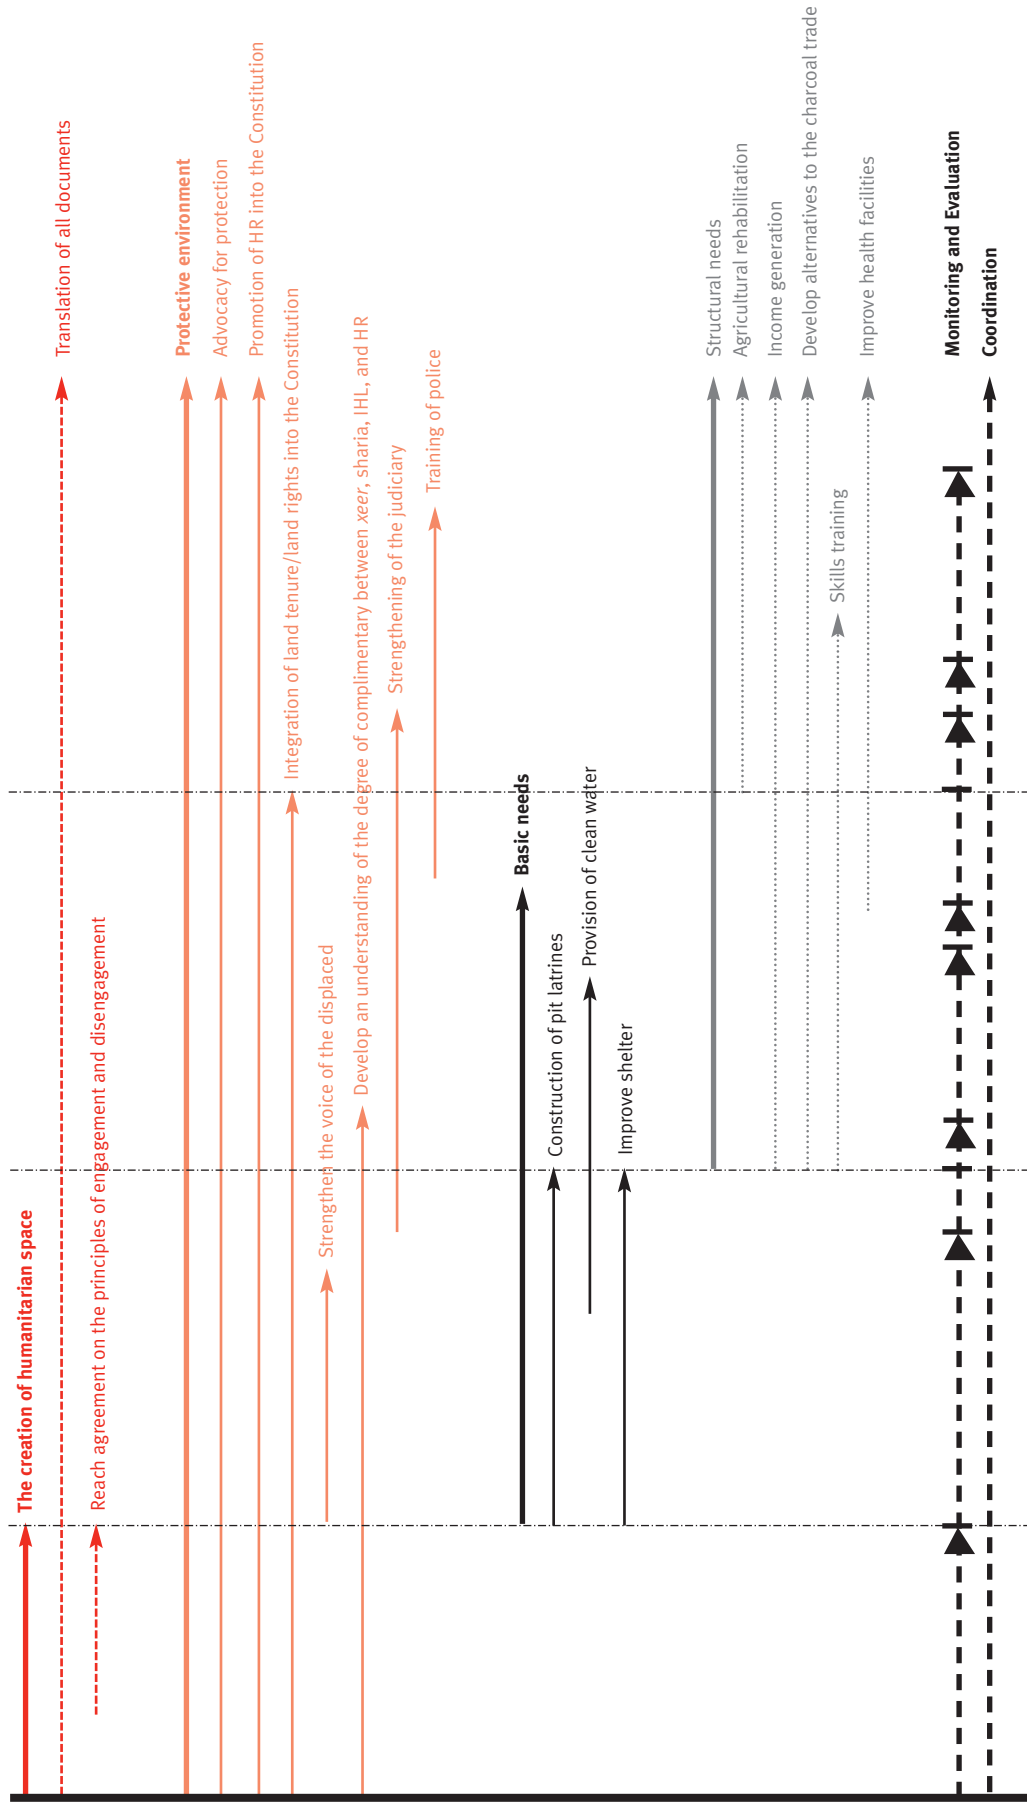 The creation of humanitarian space
Translation of all documents
Reach agreement on the principles of engagement and disengagement
Protective environment
Advocacy for protection
Promotion of HR into the Constitution
Integration of land tenure/land rights into the Constitution
Strengthen the voice of the displaced
Develop an understanding of the degree of complimentary between xeer, sharia, IHL, and HR
Strengthening of the judiciary
Training of police
Basic needs
Construction of pit latrines
Provision of clean water
Improve shelter
Structural needs
Agricultural rehabilitation
Income generation
Develop alternatives to the charcoal trade
Skills training
Improve health facilities
Monitoring and Evaluation
Coordination